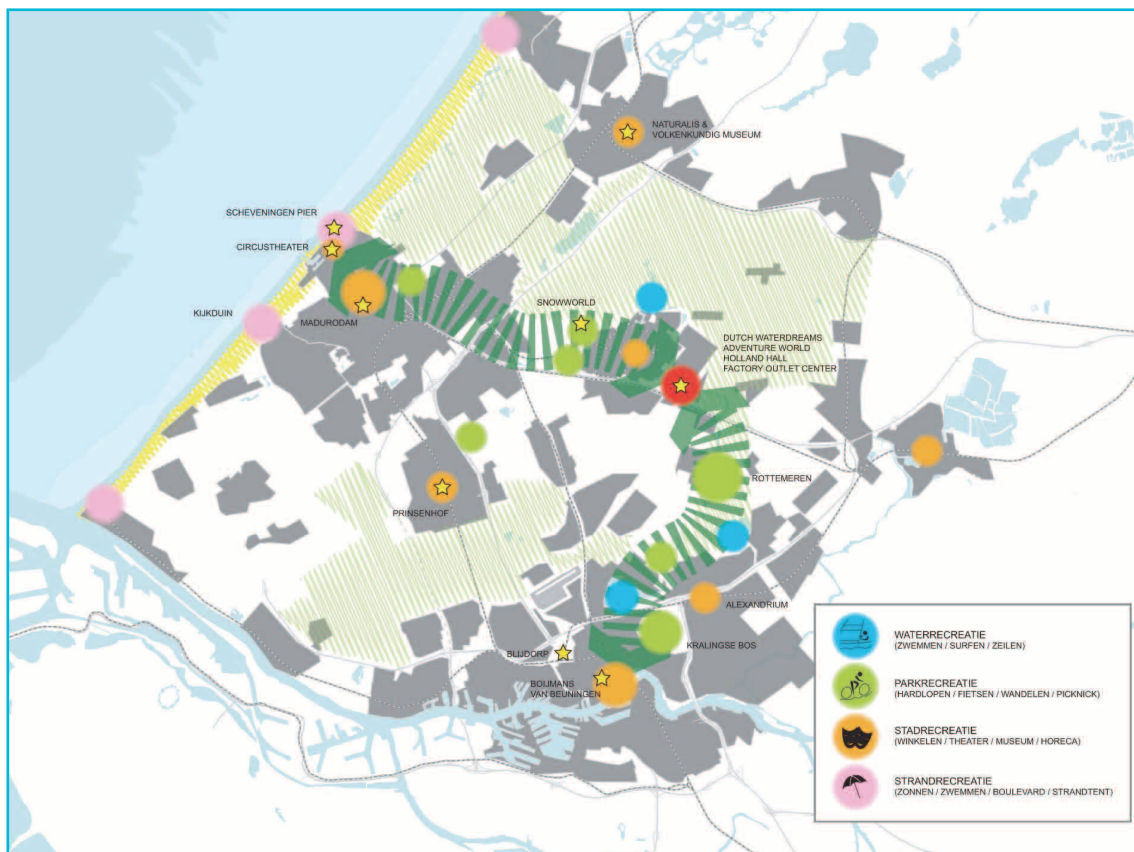 NATURALIS &
VOLKENKUNDIG MUSEUM
SCHEVENINGEN PIER
CIRCUSTHEATER
KIJKDUIN
MADURODAM
SNOWWORLD
DUTCH WATERDREAMS
ADVENTURE WORLD
HOLLAND HALL
FACTORY OUTLET CENTER
ROTTEMEREN
PRINSENHOF
ALEXANDRIUM
BLIJDORP
KRALINGSE BOS
BOIJMANS
VAN BEUNINGEN
WATERRECREATIE
(ZWEMMEN / SURFEN / ZEILEN)
PARKRECREATIE
(HARDLOPEN / FIETSEN / WANDELEN / PICKNICK)
STADRECREATIE
(WINKELEN / THEATER / MUSEUM / HORECA)
STRANDRECREATIE
(ZONNEN / ZWEMMEN / BOULEVARD / STRANDTENT)